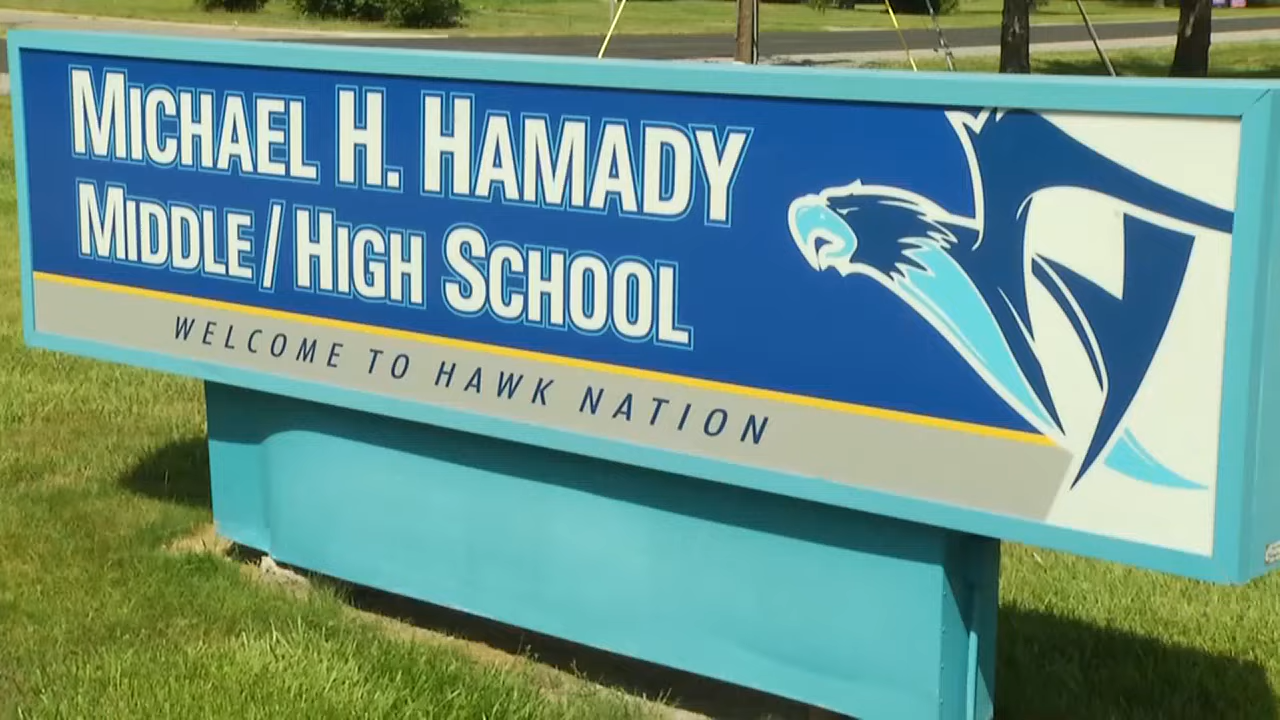 MICHAEL H. HAMADY
MIDDLE/HIGH SCHOOL
WELCOME TO HAWK NATION